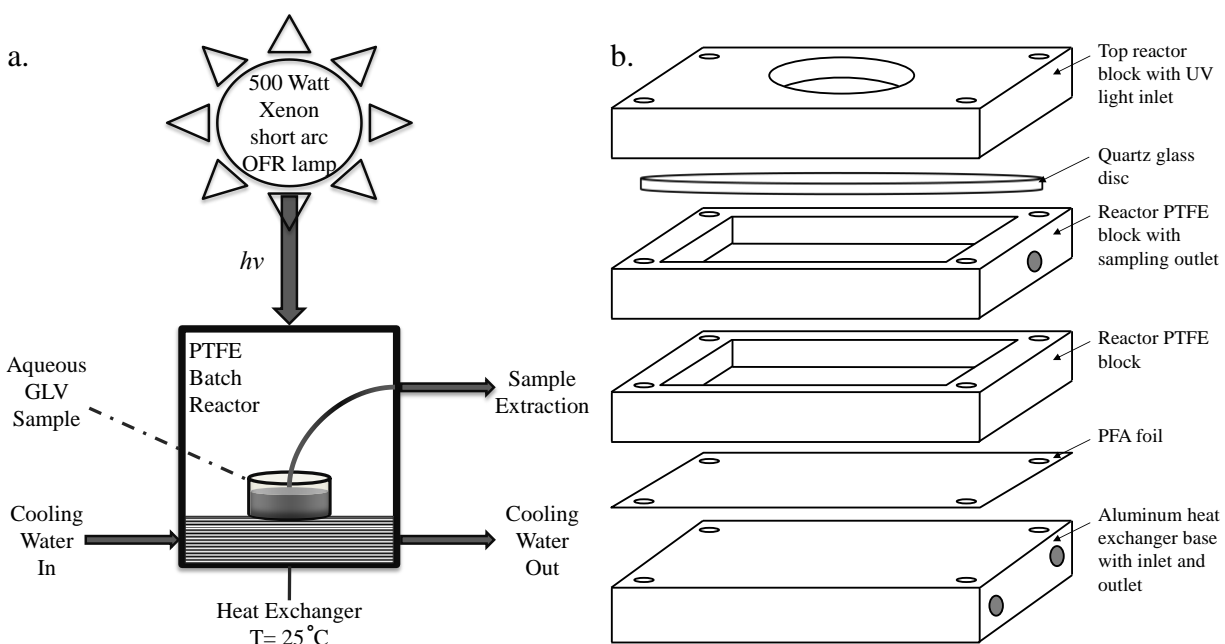 a.
500 Watt
Xenon
short arc
OFR lamp
hν
PTFE
Batch
Reactor
Aqueous
GLV
Sample
Sample
Extraction
Cooling
Water
In
Cooling
Water
Out
Heat Exchanger
T= 25°C
b.
Top reactor
block with UV
light inlet
Quartz glass
disc
Reactor PTFE
block with
sampling outlet
Reactor PTFE
block
PFA foil
Aluminum heat
exchanger base
with inlet and
outlet